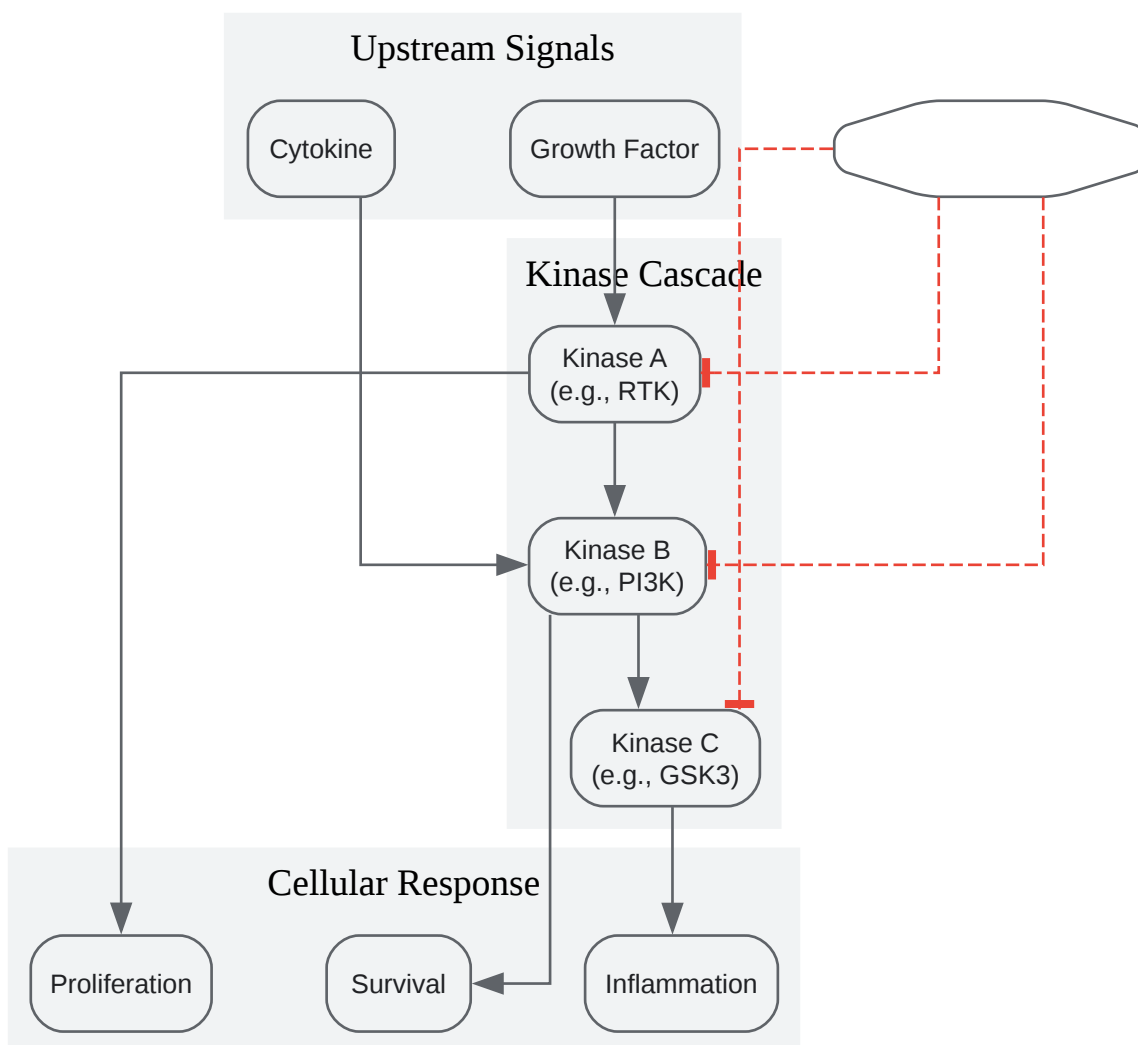 Upstream Signals
Cytokine
Growth Factor
Kinase Cascade
Kinase A
(e.g., RTK)
Kinase B
(e.g., PI3K)
Kinase C
(e.g., GSK3)
Cellular Response
Proliferation
Survival
Inflammation